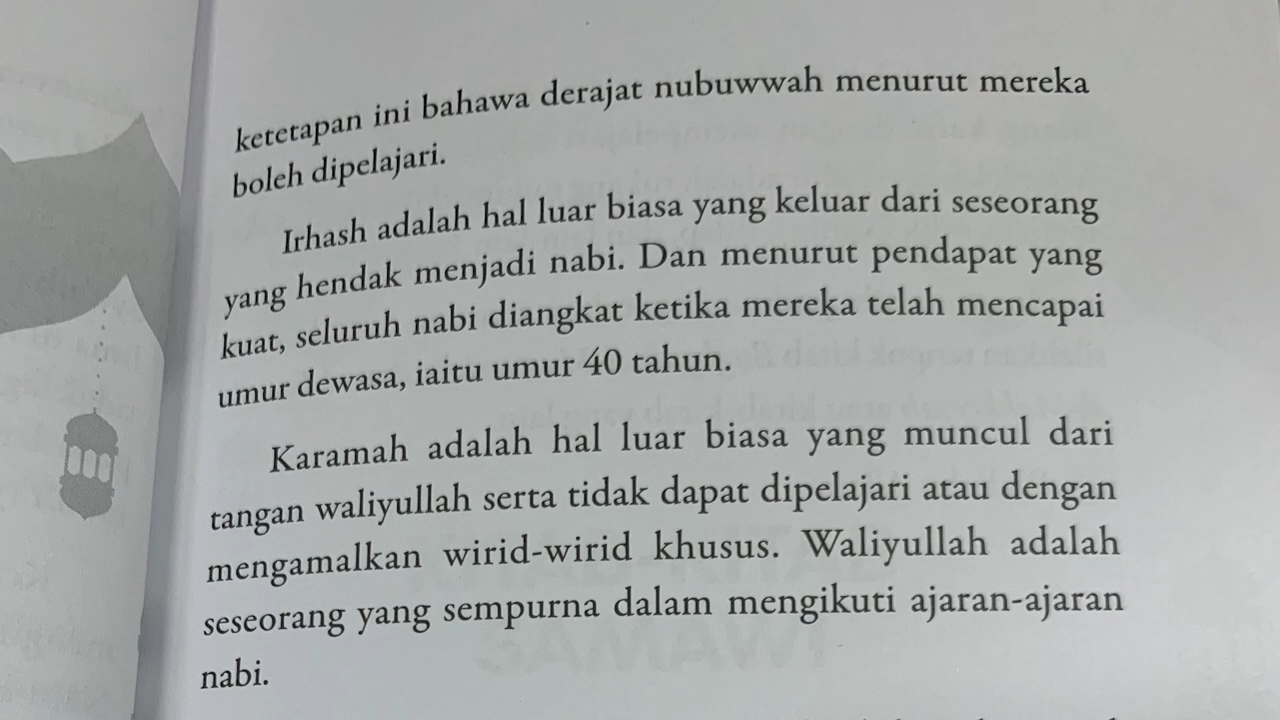 ketetapan ini bahawa derajat nubuwwah menurut mereka
boleh dipelajari.
Irhash adalah hal luar biasa yang keluar dari seseorang
yang hendak menjadi nabi. Dan menurut pendapat yang
kuat, seluruh nabi diangkat ketika mereka telah mencapai
umur dewasa, iaitu umur 40 tahun.
Karamah adalah hal luar biasa yang muncul dari
tangan waliyullah serta tidak dapat dipelajari atau dengan
mengamalkan wirid-wirid khusus. Waliyullah adalah
seseorang yang sempurna dalam mengikuti ajaran-ajaran
nabi.